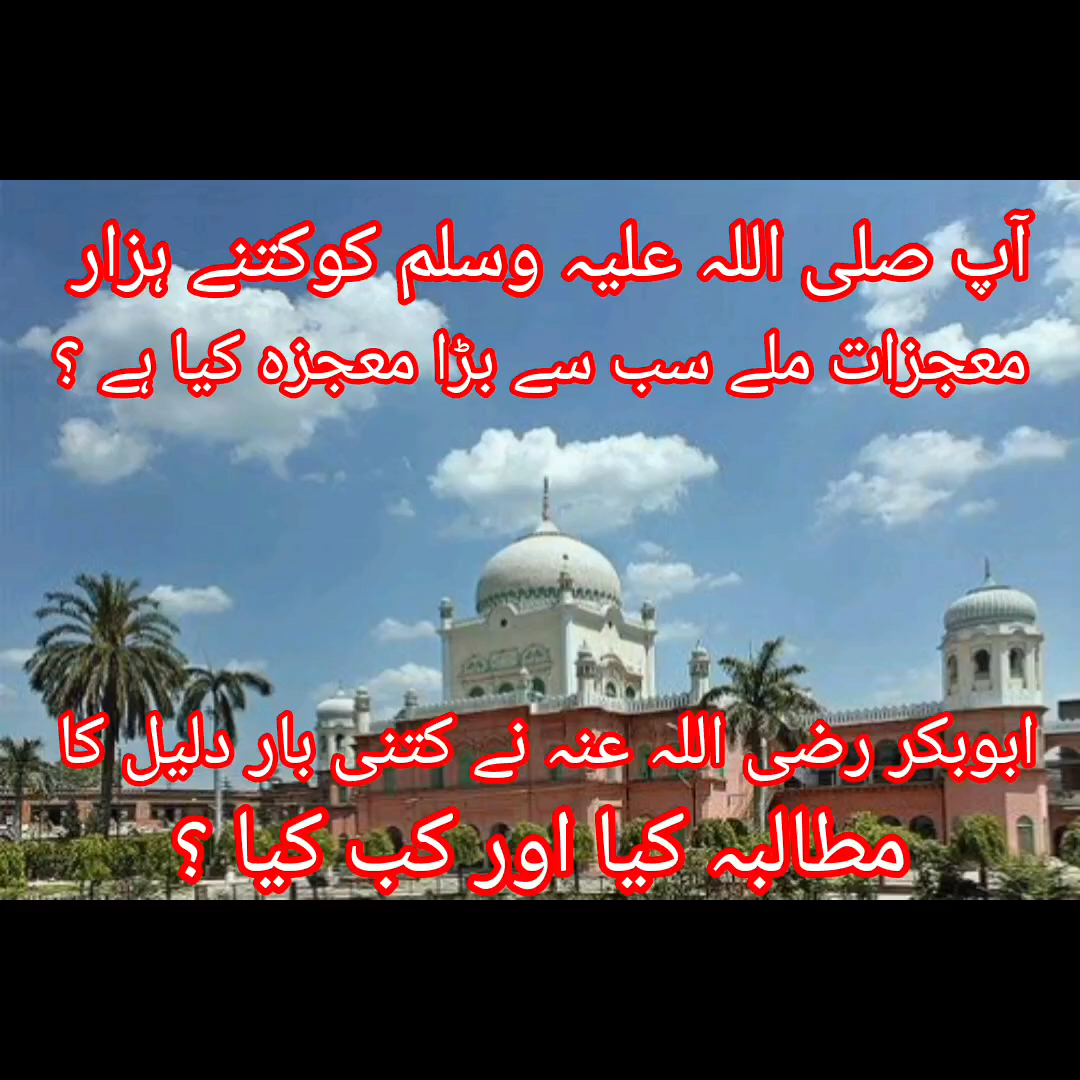 آپ صلی اللہ علیہ وسلم کوکتنے ہزار
معجزات ملے سب سے بڑا معجزہ کیا ہے ؟
ابوبکر رضی اللہ عنہ نے کتنی بار دلیل کا
مطالبہ کیا اور کب کیا ؟